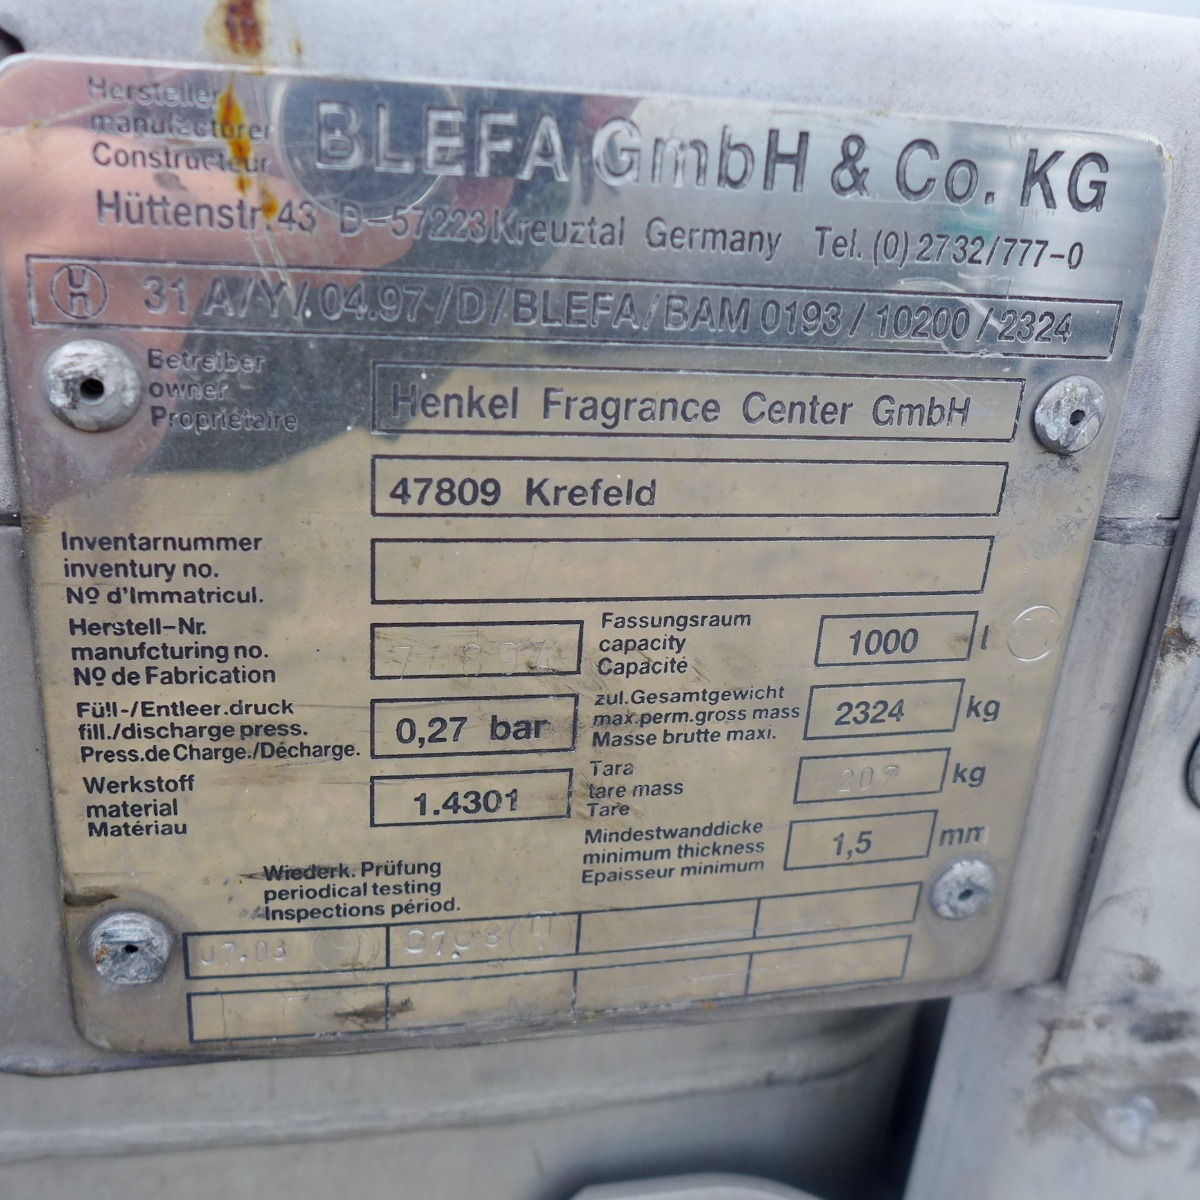 Hersteller
manufacturer
Constructeur
BLEFA GmbH & Co. KG
Hüttenstr. 43 D-57223 Kreuztal Germany Tel. (0) 2732/777-0
UN 31 A/Y/04.97/D/BLEFA/BAM 0193/10200/2324
Betreiber
owner
Propriétaire
Henkel Fragrance Center GmbH
47809 Krefeld
Inventarnummer
inventury no.
Nº d'Immatricul.
Herstell-Nr.
manufcturing no.
Nº de Fabrication
Fassungsraum
capacity
Capacité
1000 l
Füll-/Entleer.druck
fill./discharge press.
Press.de Charge./Décharge.
0,27 bar
zul.Gesamtgewicht
max.perm.gross mass
Masse brutte maxi.
2324 kg
Werkstoff
material
Matériau
1.4301
Tara
tare mass
Tare
207 kg
Mindestwanddicke
minimum thickness
Epaisseur minimum
1,5 mm
Wiederk. Prüfung
periodical testing
Inspections périod.
07.03